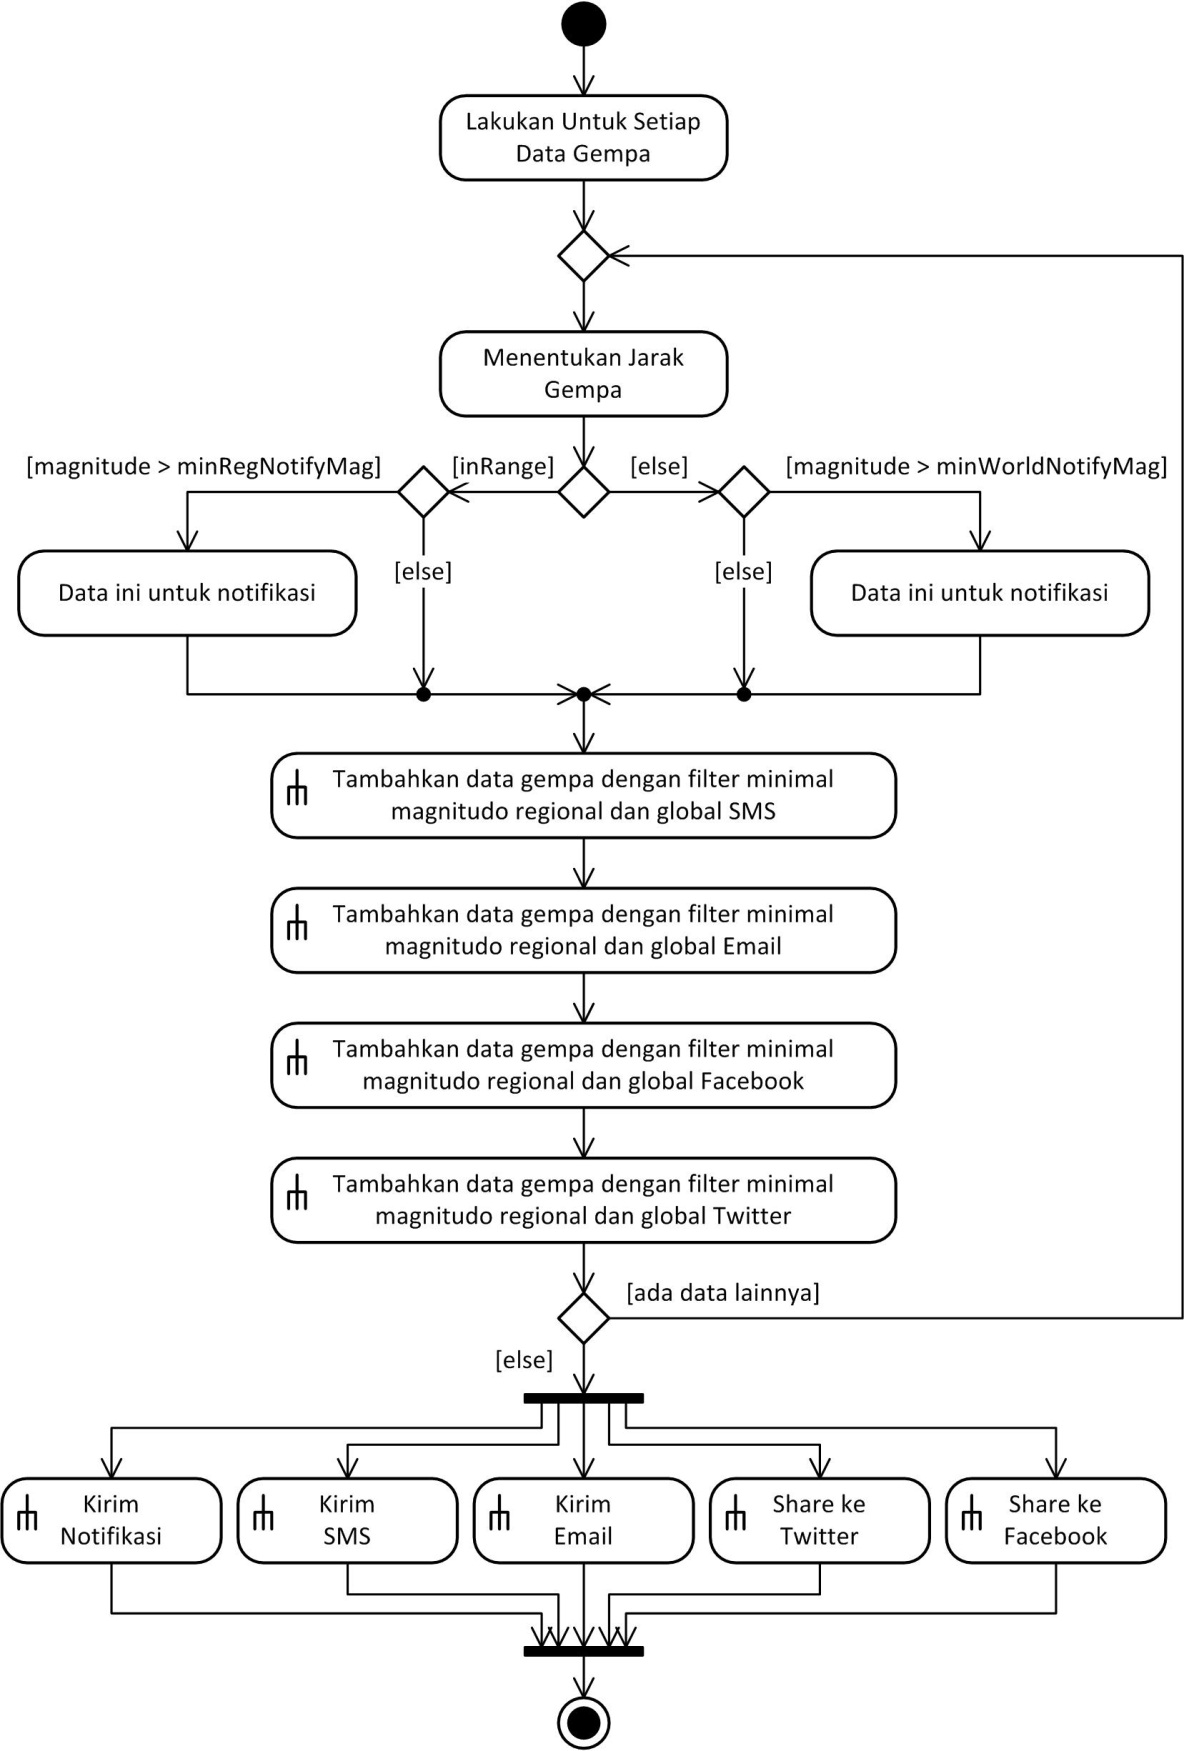 Lakukan Untuk Setiap
Data Gempa
Menentukan Jarak
Gempa
[magnitude > minRegNotifyMag]
[inRange]
[else]
[magnitude > minWorldNotifyMag]
[else]
[else]
Data ini untuk notifikasi
Data ini untuk notifikasi
Tambahkan data gempa dengan filter minimal
magnitudo regional dan global SMS
Tambahkan data gempa dengan filter minimal
magnitudo regional dan global Email
Tambahkan data gempa dengan filter minimal
magnitudo regional dan global Facebook
Tambahkan data gempa dengan filter minimal
magnitudo regional dan global Twitter
[ada data lainnya]
[else]
Kirim
Notifikasi
Kirim
SMS
Kirim
Email
Share ke
Twitter
Share ke
Facebook